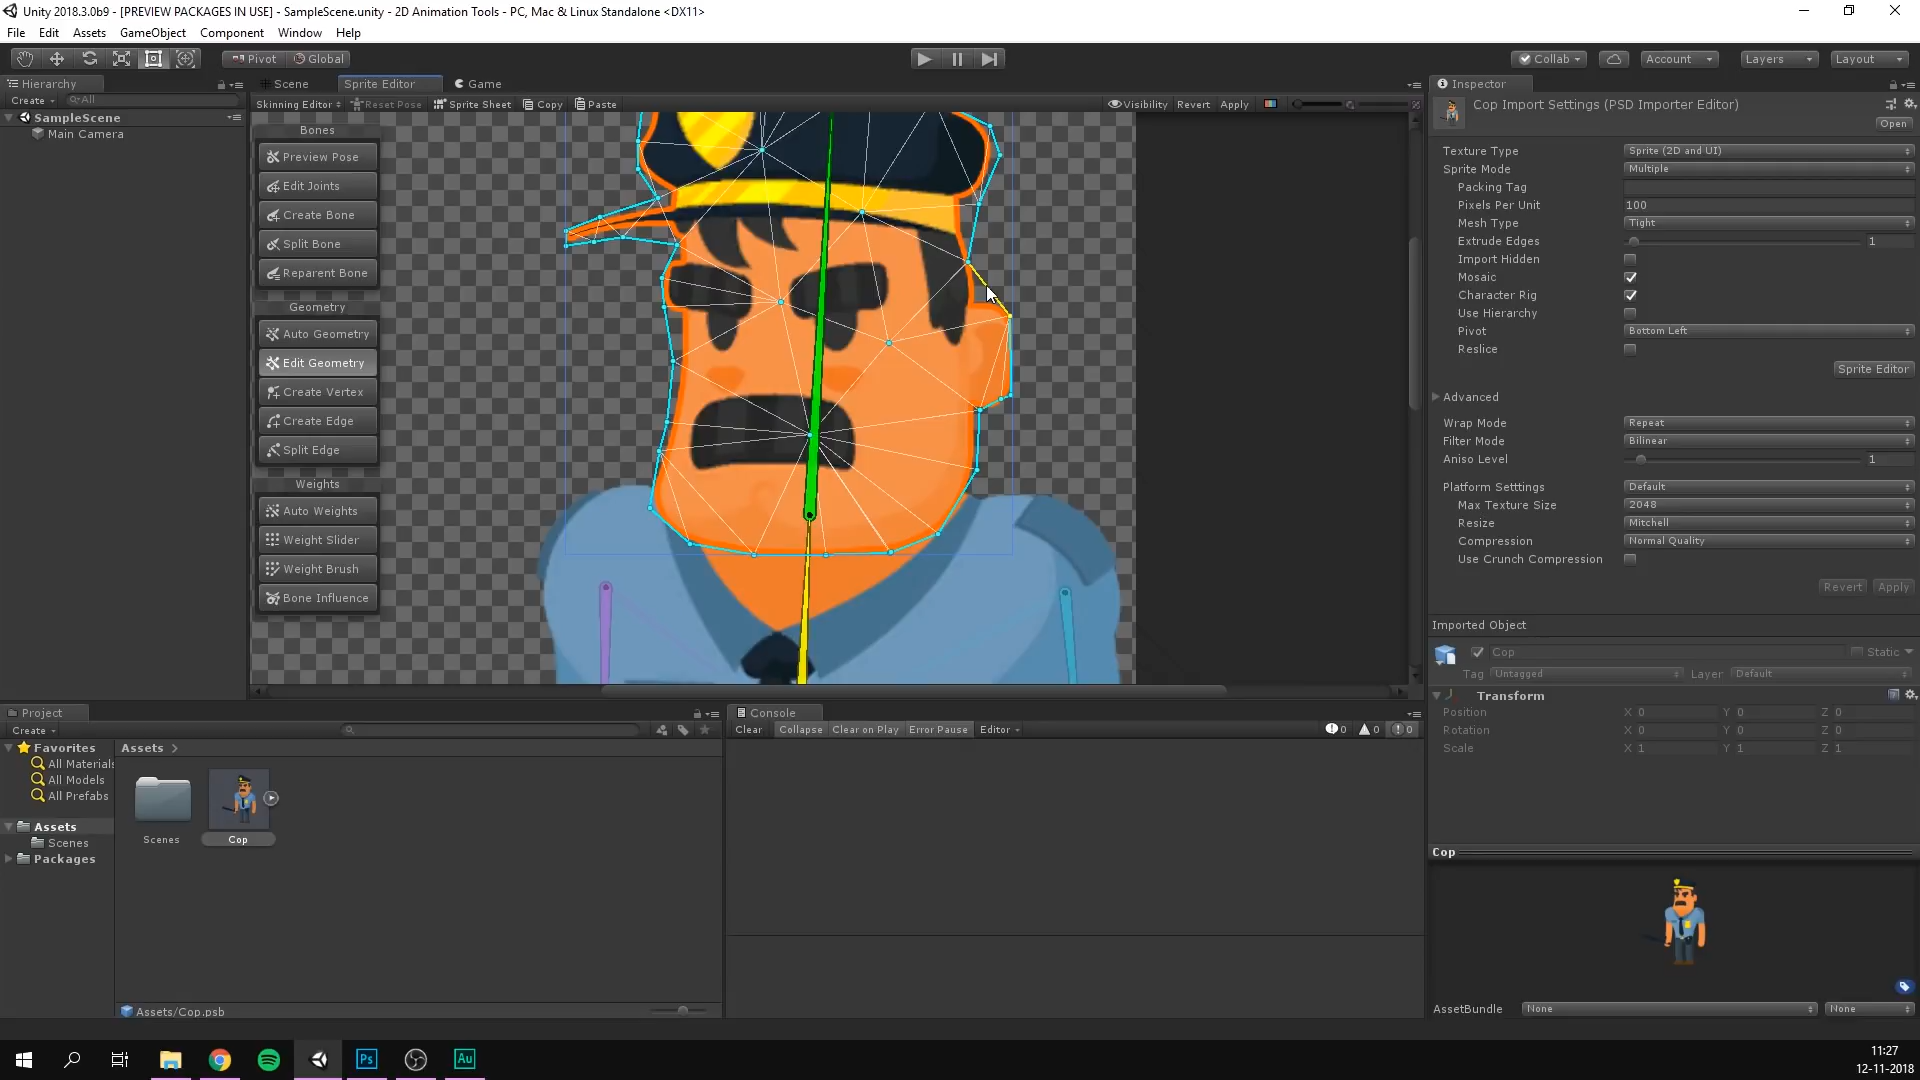 Unity 2018.3.0b9 - [PREVIEW PACKAGES IN USE] - SampleScene.unity - 2D Animation Tools - PC, Mac & Linux Standalone <DX11>
File Edit Assets GameObject Component Window Help
Pivot Global Collab Account Layers Layout
Hierarchy Scene Sprite Editor Game Inspector
Create All
Skinning Editor Reset Pose Sprite Sheet Copy Paste Visibility Revert Apply
SampleScene
Main Camera
Bones
Preview Pose
Edit Joints
Create Bone
Split Bone
Reparent Bone
Geometry
Auto Geometry
Edit Geometry
Create Vertex
Create Edge
Split Edge
Weights
Auto Weights
Weight Slider
Weight Brush
Bone Influence
Cop Import Settings (PSD Importer Editor)
Open
Texture Type Sprite (2D and UI)
Sprite Mode Multiple
Packing Tag
Pixels Per Unit 100
Mesh Type Tight
Extrude Edges 1
Import Hidden
Mosaic
Character Rig
Use Hierarchy
Pivot Bottom Left
Reslice
Sprite Editor
Advanced
Wrap Mode Repeat
Filter Mode Bilinear
Aniso Level 1
Platform Setttings Default
Max Texture Size 2048
Resize Mitchell
Compression Normal Quality
Use Crunch Compression
Revert Apply
Imported Object
Cop Static
Tag Untagged Layer Default
Transform
Position X 0 Y 0 Z 0
Rotation X 0 Y 0 Z 0
Scale X 1 Y 1 Z 1
Project
Create
Favorites
All Materials
All Models
All Prefabs
Assets
Scenes
Packages
Assets
Scenes
Cop
Assets/Cop.psb
Console
Clear Collapse Clear on Play Error Pause Editor 0 0 0
Cop
AssetBundle None None
Ps Au
11:27
12-11-2018